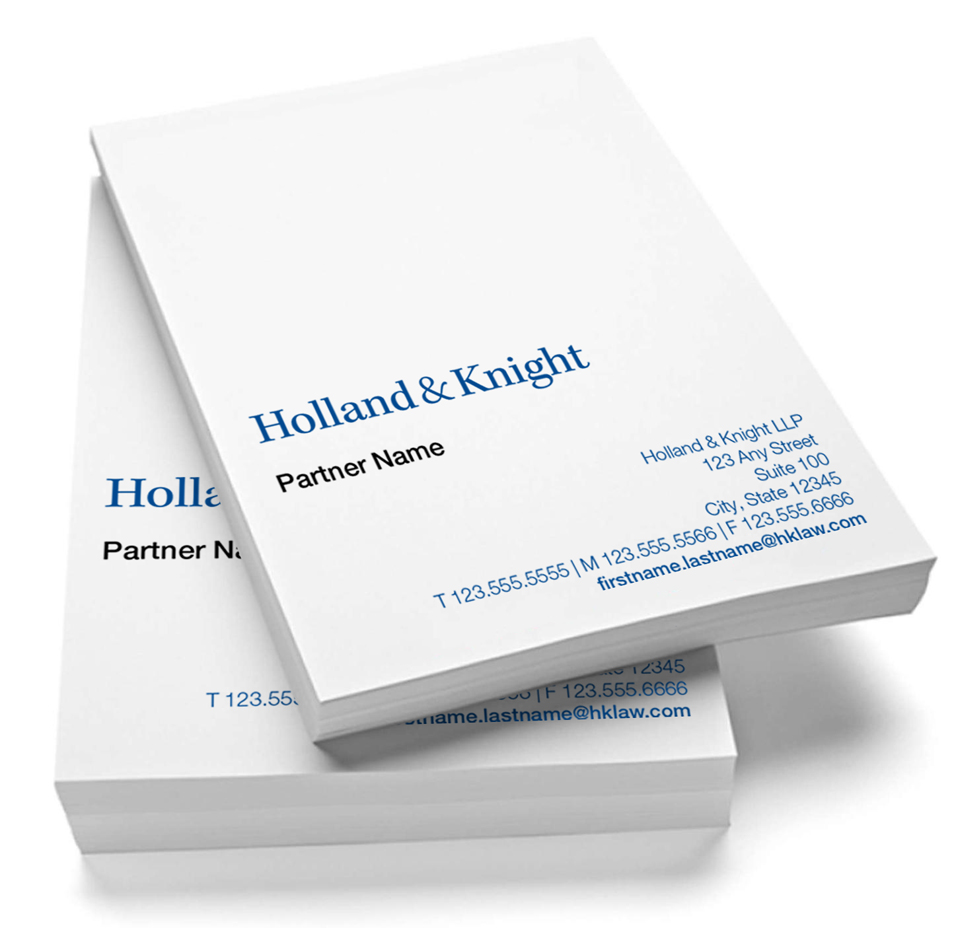 Holland & Knight
Partner Name
Holland & Knight LLP
123 Any Street
Suite 100
City, State 12345
T 123.555.5555 | M 123.555.5566 | F 123.555.6666
firstname.lastname@hklaw.com
Holla
Partner Na
12345
T 123.55 | F 123.555.6666
stname.lastname@hklaw.com